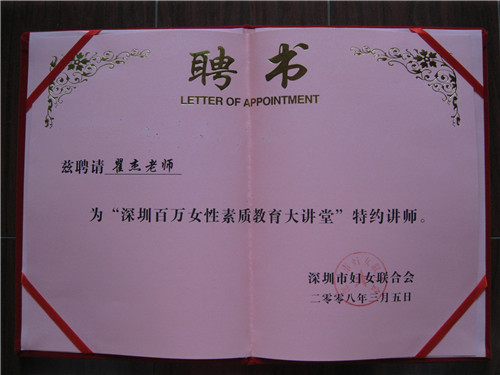 聘书
LETTER OF APPOINTMENT
兹聘请 瞿杰老师
为“深圳百万女性素质教育大讲堂”特约讲师。
深圳市妇女联合会
二零零八年三月五日